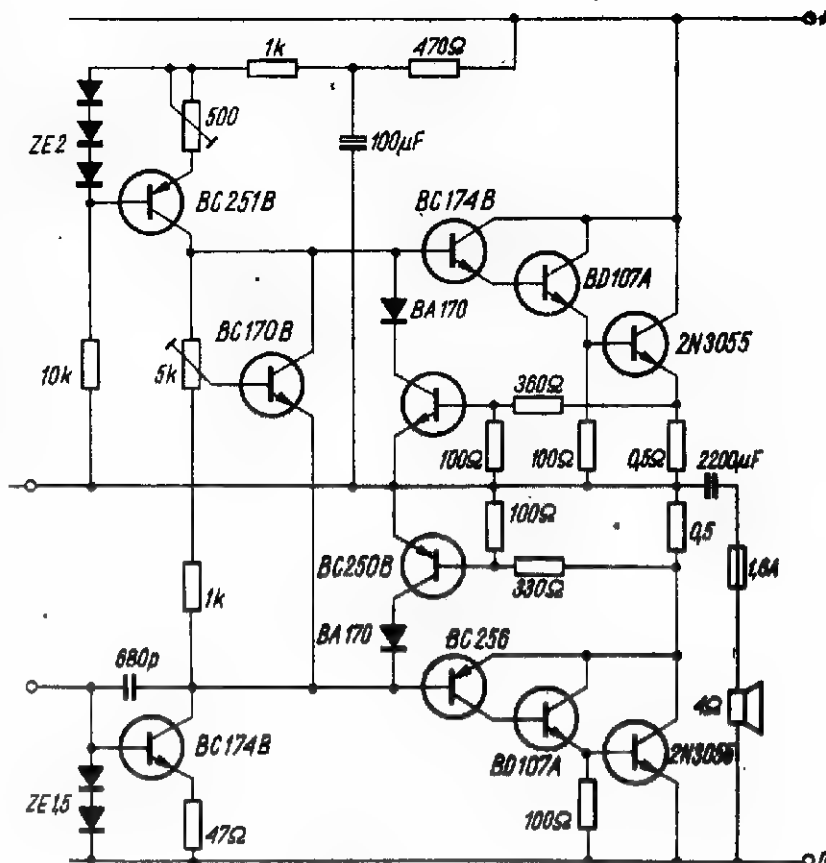 1k
470Ω
500
ZE2
100µF
BC251B
BC174B
BD107A
BA170
BC170B
2N3055
10k
5k
360Ω
100Ω
100Ω
0,5Ω
2200µF
100Ω
0,5
BC250B
330Ω
1,6A
1k
BA170
BC256
680p
4Ω
BC174B
BD107A
2N3055
ZE1,5
100Ω
47Ω